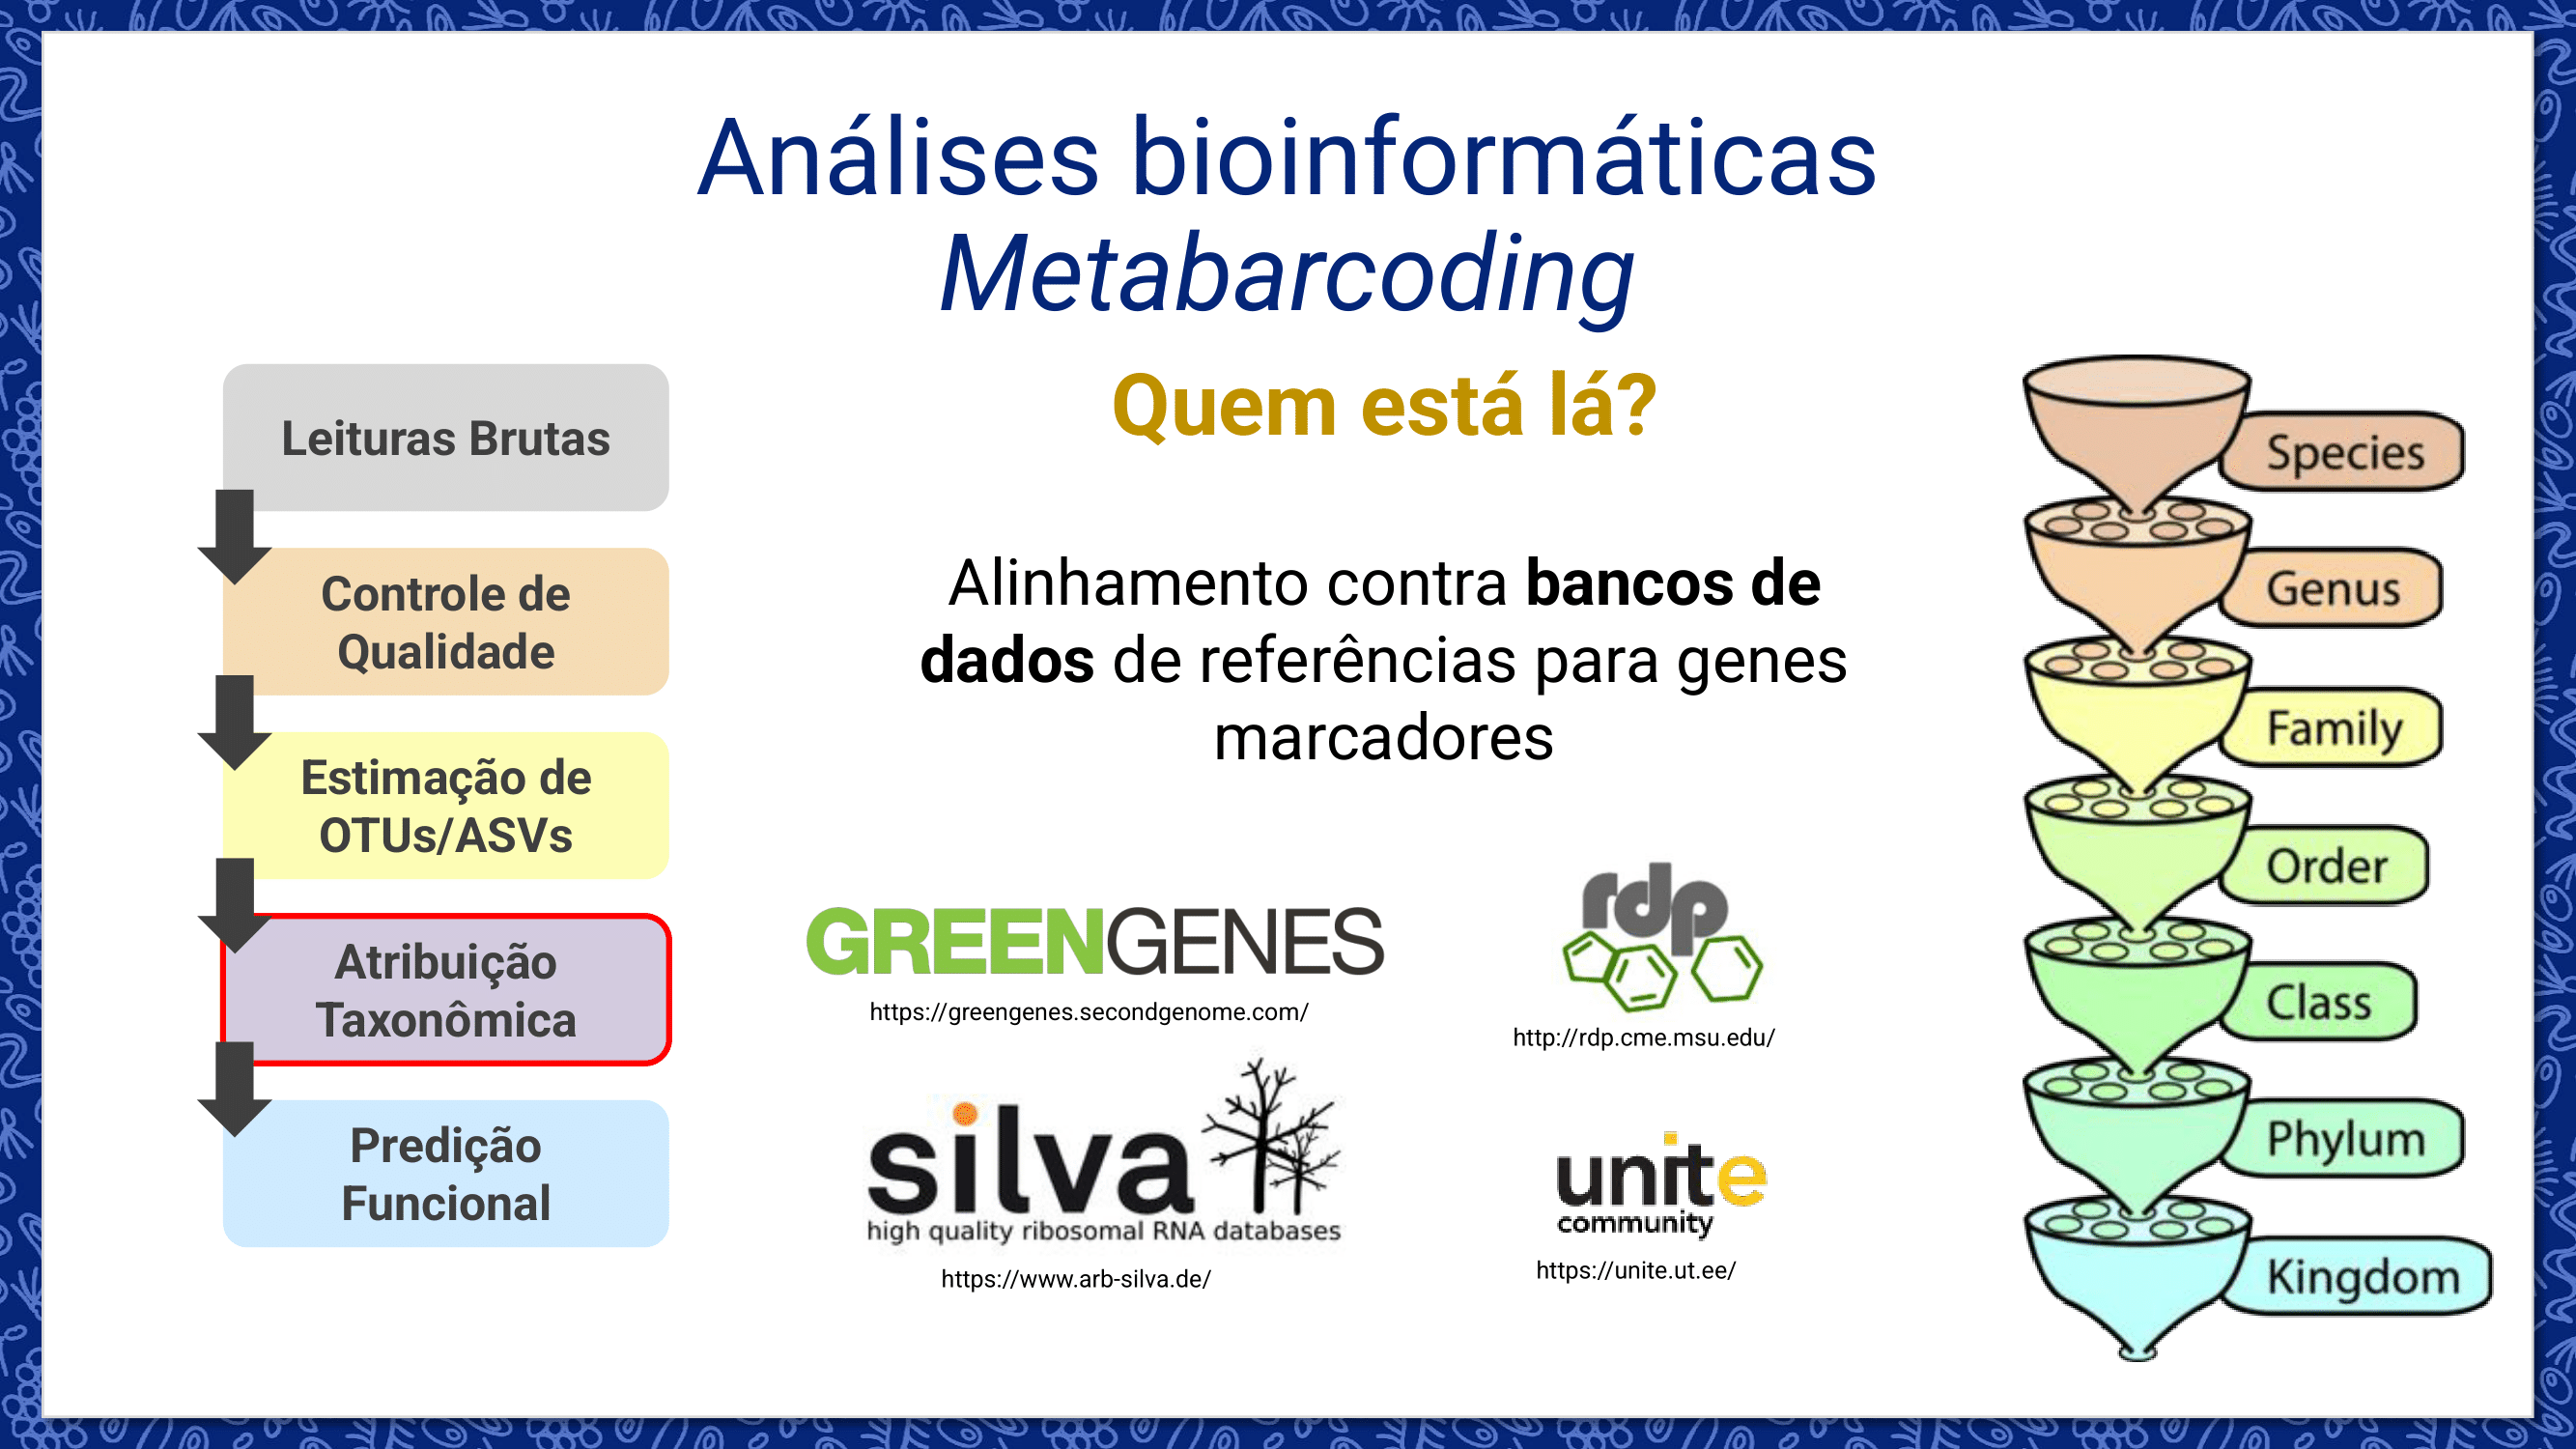 Análises bioinformáticas
Metabarcoding
Leituras Brutas
Controle de
Qualidade
Estimação de
OTUs/ASVs
Atribuição
Taxonômica
Predição
Funcional
Quem está lá?
Alinhamento contra bancos de
dados de referências para genes
marcadores
GREENGENES
https://greengenes.secondgenome.com/
rdp
http://rdp.cme.msu.edu/
silva
high quality ribosomal RNA databases
https://www.arb-silva.de/
unite
community
https://unite.ut.ee/
Species
Genus
Family
Order
Class
Phylum
Kingdom